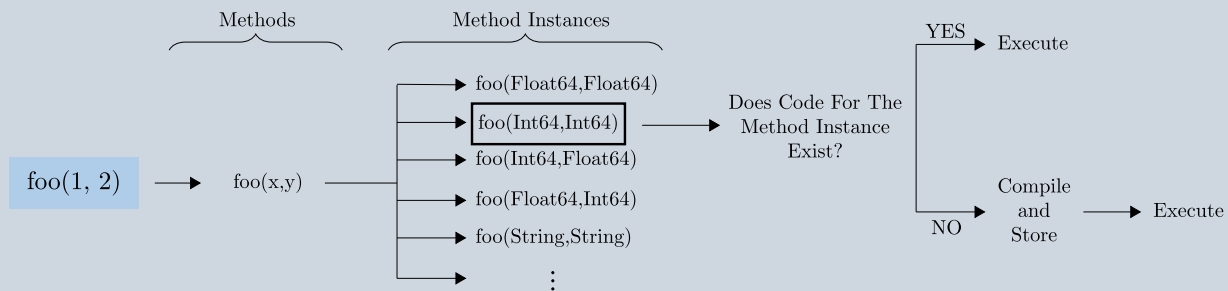 Methods
Method Instances
foo(1, 2)
foo(x,y)
foo(Float64,Float64)
foo(Int64,Int64)
foo(Int64,Float64)
foo(Float64,Int64)
foo(String,String)
⋮
Does Code For The
Method Instance
Exist?
YES
Execute
NO
Compile
and
Store
Execute